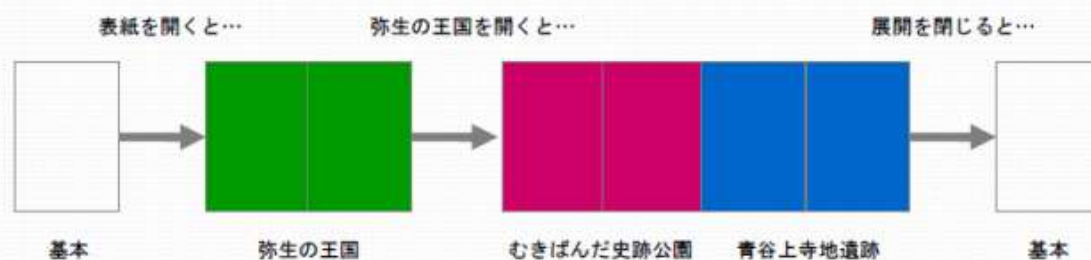 表紙を開くと…
弥生の王国を開くと…
展開を閉じると…
基本
弥生の王国
むきばんだ史跡公園
青谷上寺地遺跡
基本